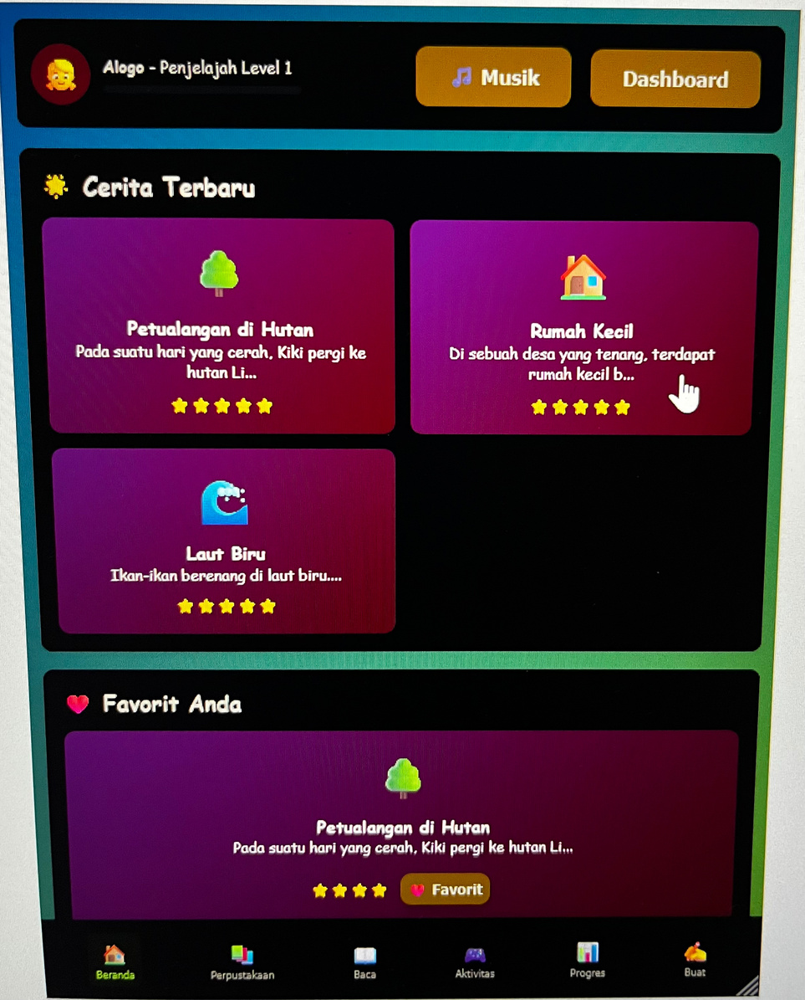 Alogo - Penjelajah Level 1
Musik
Dashboard
Cerita Terbaru
Petualangan di Hutan
Pada suatu hari yang cerah, Kiki pergi ke
hutan Li...
Rumah Kecil
Di sebuah desa yang tenang, terdapat
rumah kecil b...
Laut Biru
Ikan-ikan berenang di laut biru....
Favorit Anda
Petualangan di Hutan
Pada suatu hari yang cerah, Kiki pergi ke hutan Li...
Favorit
Beranda
Perpustakaan
Baca
Aktivitas
Progres
Buat